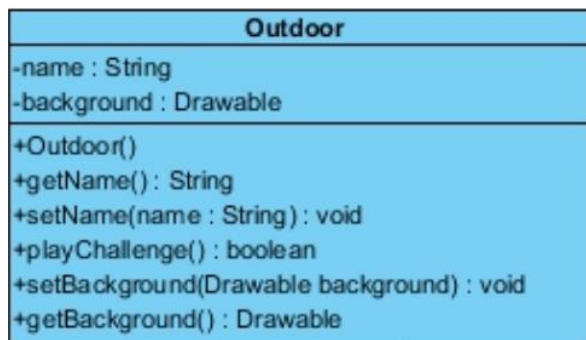 Outdoor
-name : String
-background : Drawable
+Outdoor()
+getName() : String
+setName(name : String) : void
+playChallenge() : boolean
+setBackground(Drawable background) : void
+getBackground() : Drawable